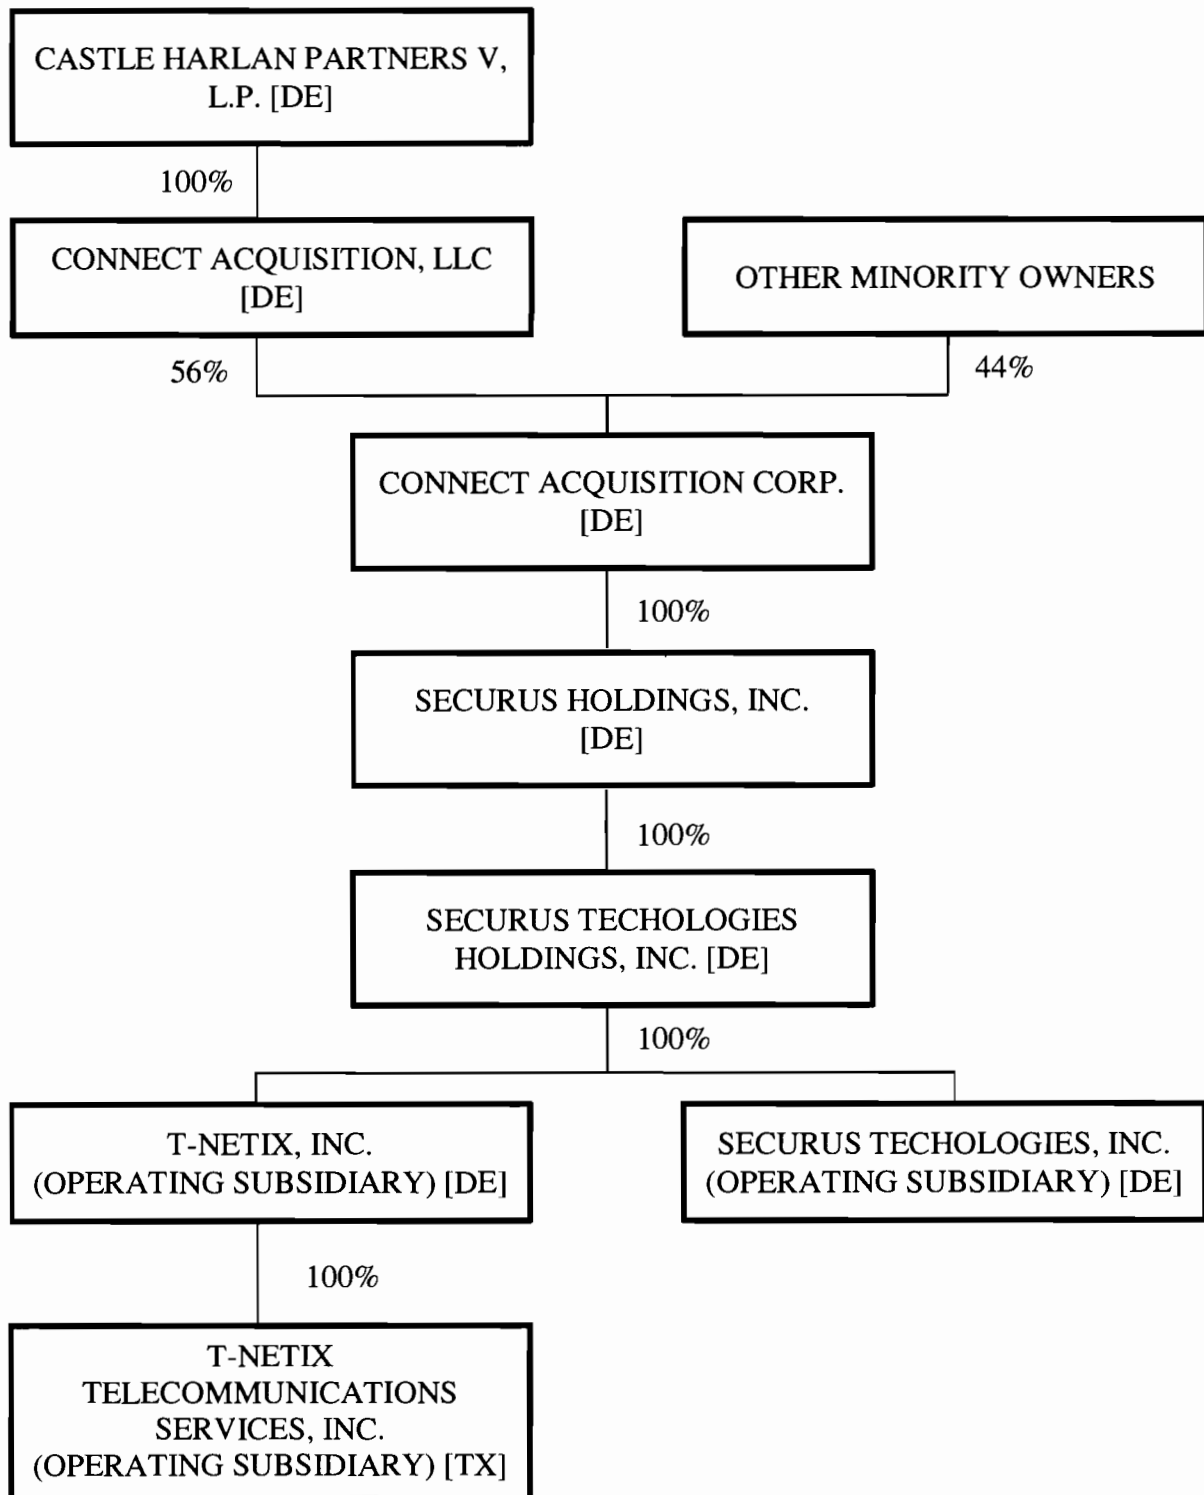 CASTLE HARLAN PARTNERS V,
L.P. [DE]
100%
CONNECT ACQUISITION, LLC
[DE]
OTHER MINORITY OWNERS
56%
44%
CONNECT ACQUISITION CORP.
[DE]
100%
SECURUS HOLDINGS, INC.
[DE]
100%
SECURUS TECHOLOGIES
HOLDINGS, INC. [DE]
100%
T-NETIX, INC.
(OPERATING SUBSIDIARY) [DE]
SECURUS TECHOLOGIES, INC.
(OPERATING SUBSIDIARY) [DE]
100%
T-NETIX
TELECOMMUNICATIONS
SERVICES, INC.
(OPERATING SUBSIDIARY) [TX]